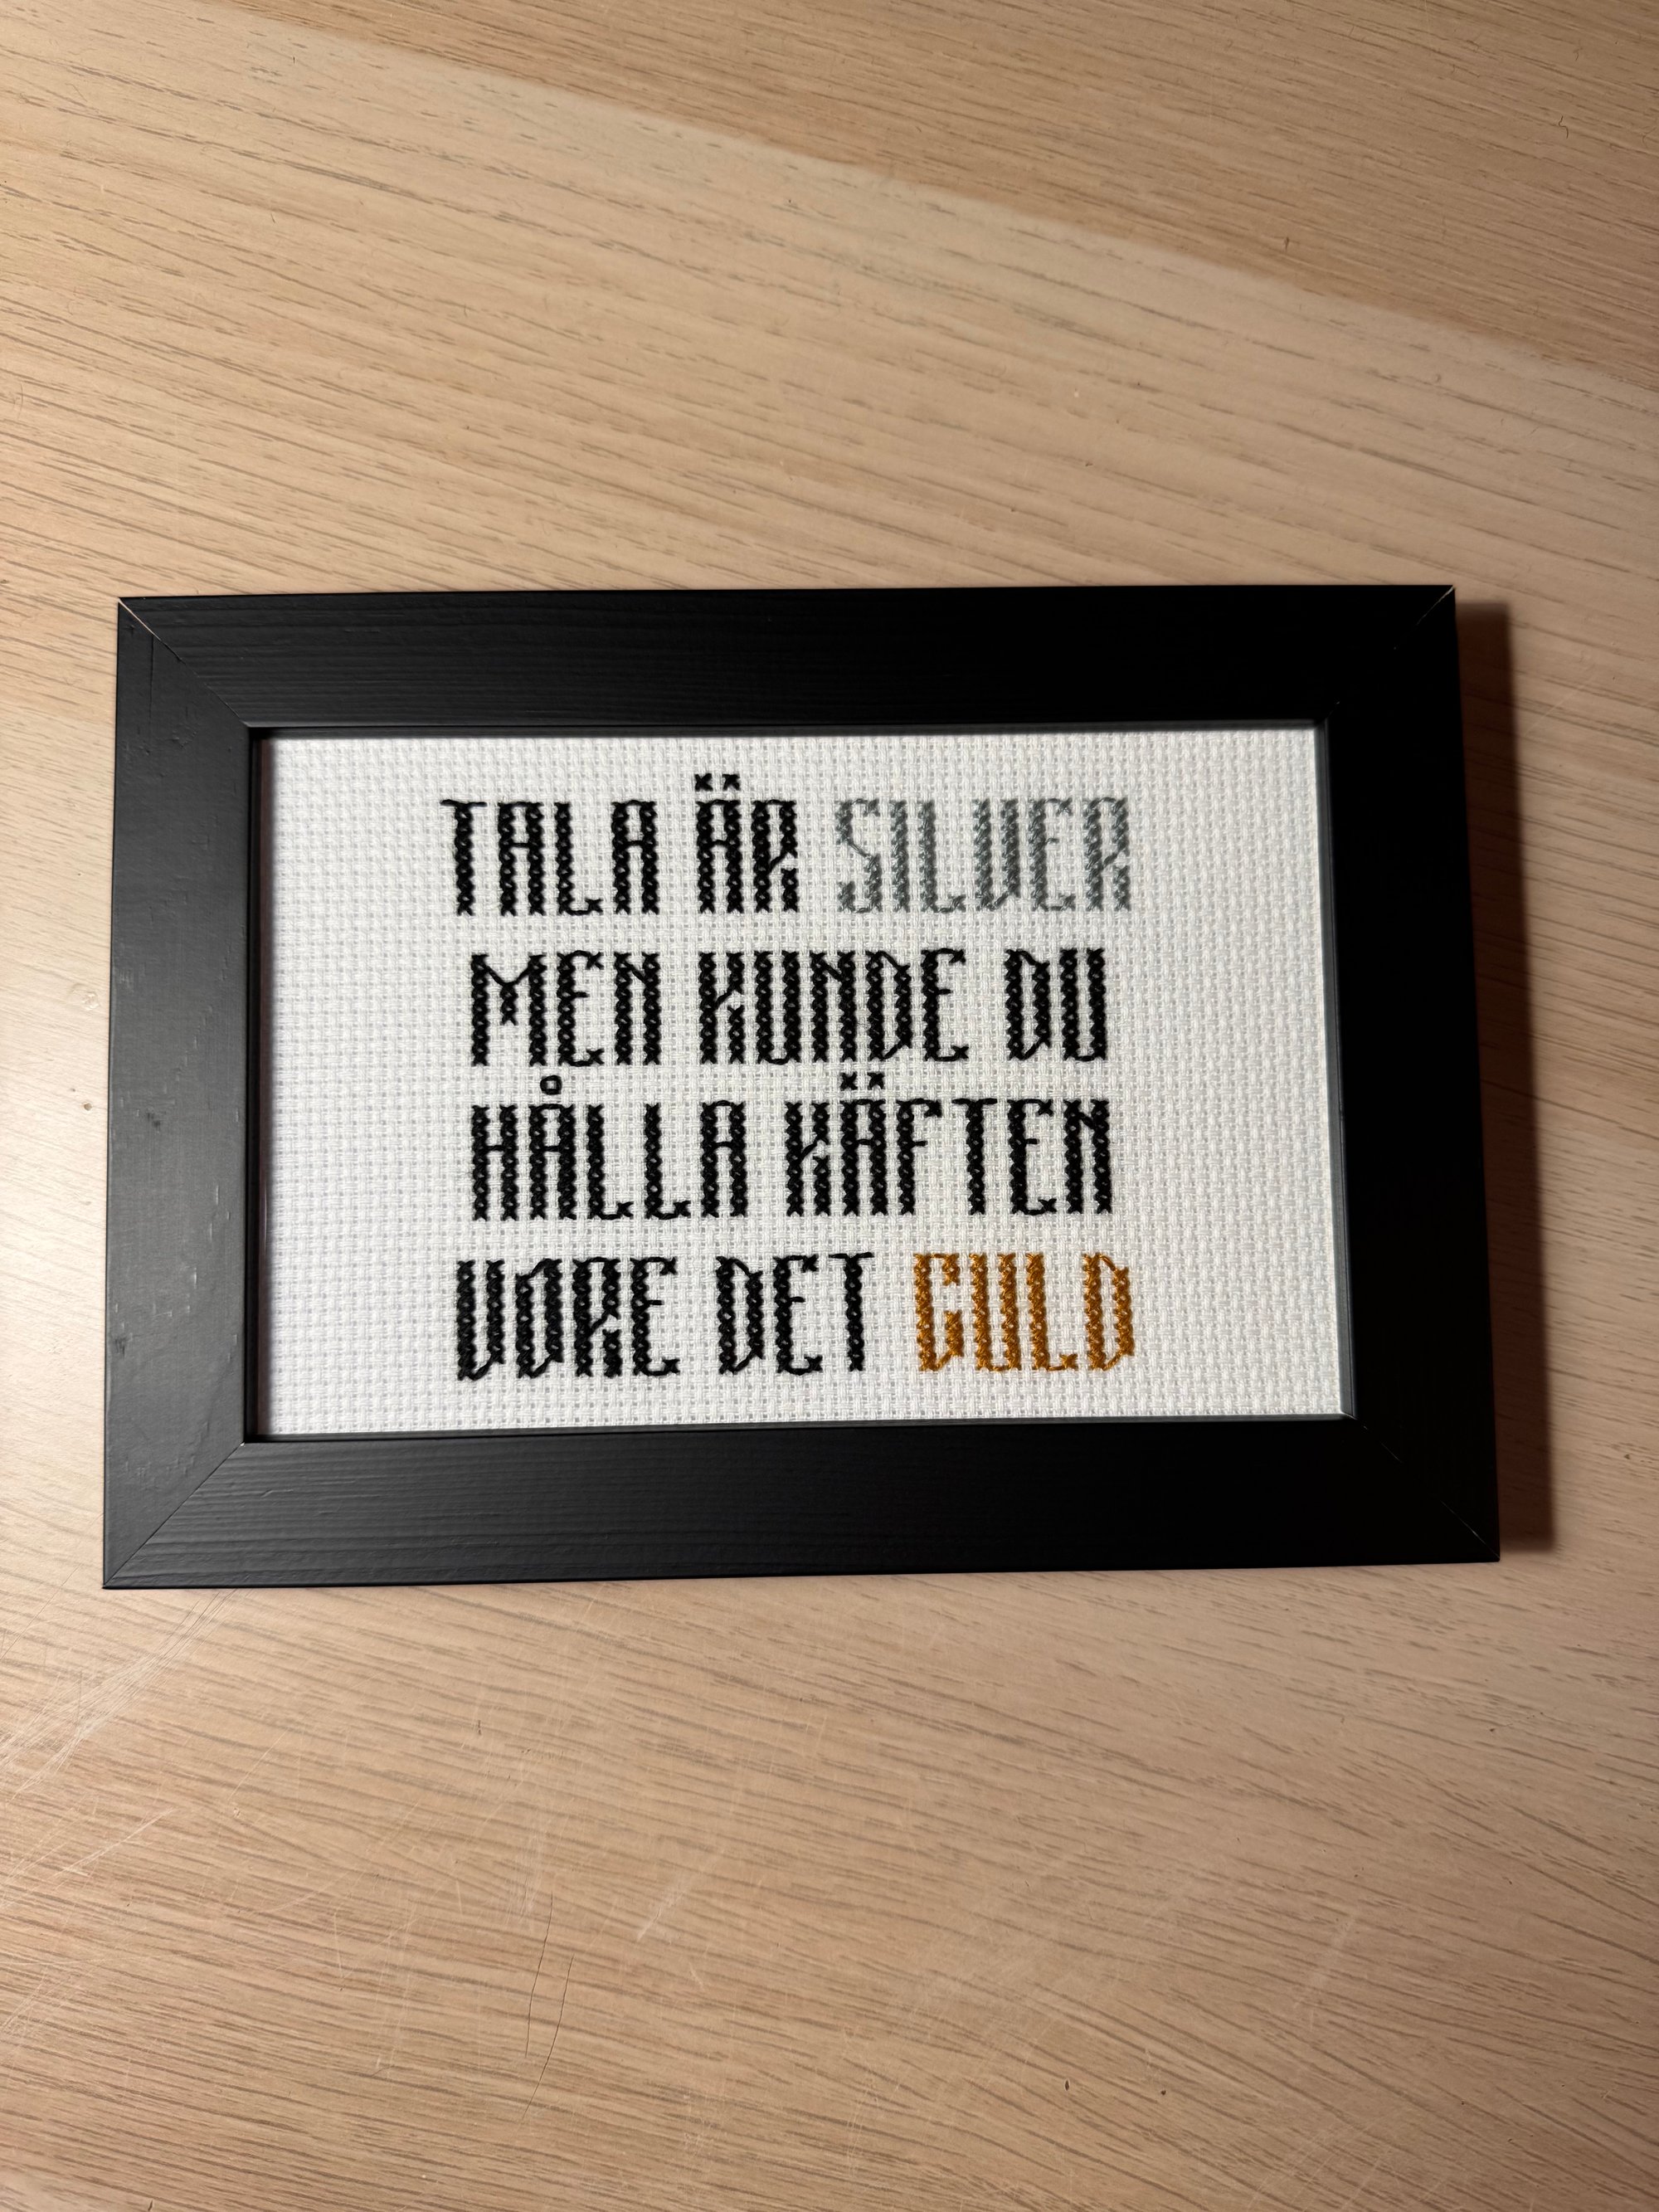 TALA ÄR SILVER
MEN KUNDE DU
HÅLLA KÄFTEN
VORE DET GULD